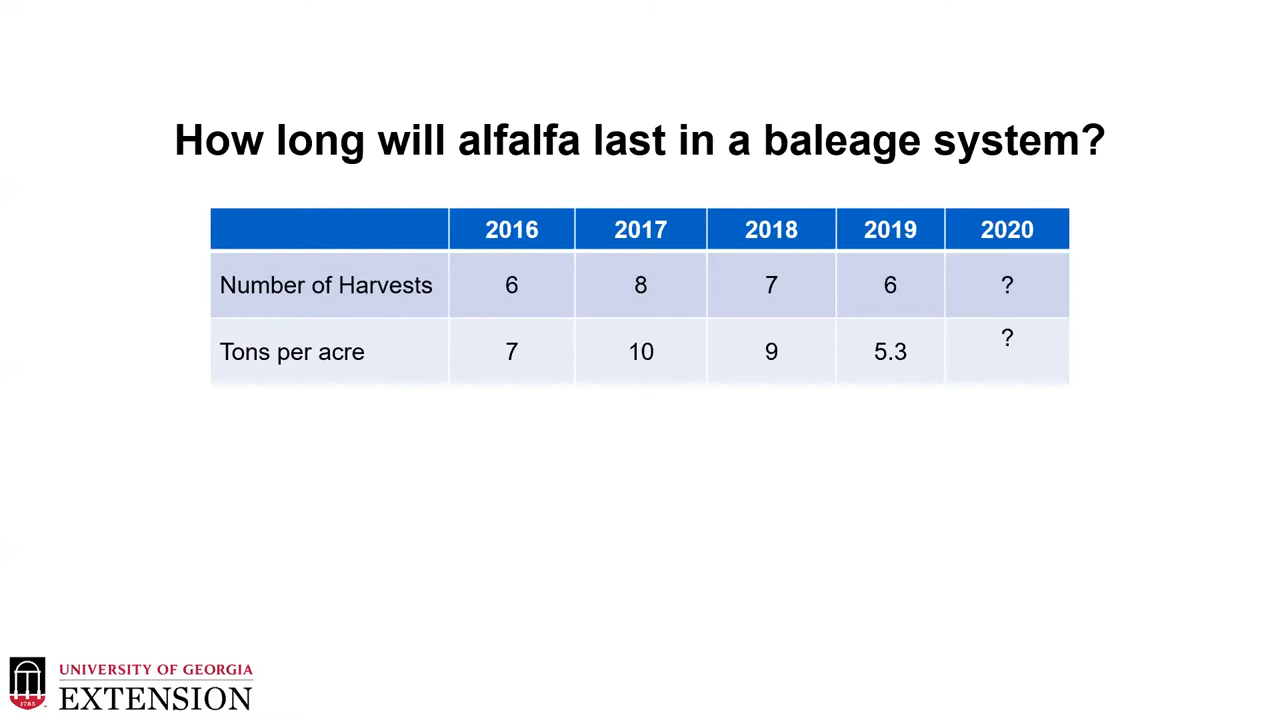 How long will alfalfa last in a baleage system?
2016 2017 2018 2019 2020
Number of Harvests 6 8 7 6 ?
Tons per acre 7 10 9 5.3 ?
UNIVERSITY OF GEORGIA
EXTENSION
1785